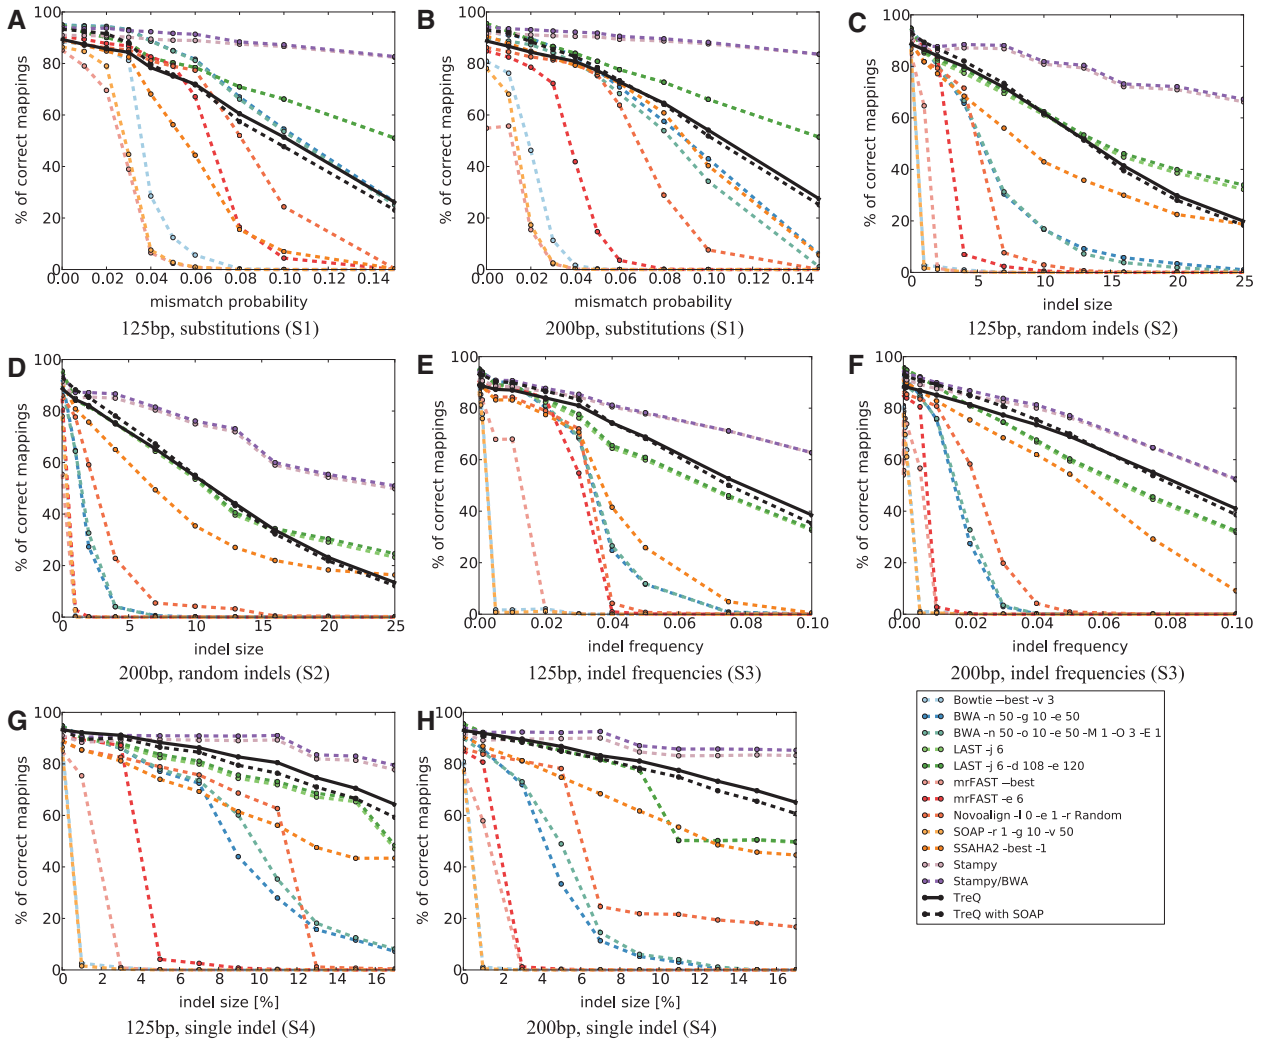 A
% of correct mappings
100
80
60
40
20
0
0.00 0.02 0.04 0.06 0.08 0.10 0.12 0.14
mismatch probability
125bp, substitutions (S1)
B
% of correct mappings
100
80
60
40
20
0
0.00 0.02 0.04 0.06 0.08 0.10 0.12 0.14
mismatch probability
200bp, substitutions (S1)
C
% of correct mappings
100
80
60
40
20
0
0 5 10 15 20 25
indel size
125bp, random indels (S2)
D
% of correct mappings
100
80
60
40
20
0
0 5 10 15 20 25
indel size
200bp, random indels (S2)
E
% of correct mappings
100
80
60
40
20
0
0.00 0.02 0.04 0.06 0.08 0.10
indel frequency
125bp, indel frequencies (S3)
F
% of correct mappings
100
80
60
40
20
0
0.00 0.02 0.04 0.06 0.08 0.10
indel frequency
200bp, indel frequencies (S3)
G
% of correct mappings
100
80
60
40
20
0
0 2 4 6 8 10 12 14 16
indel size [%]
125bp, single indel (S4)
H
% of correct mappings
100
80
60
40
20
0
0 2 4 6 8 10 12 14 16
indel size [%]
200bp, single indel (S4)
Bowtie --best -v 3
BWA -n 50 -g 10 -e 50
BWA -n 50 -o 10 -e 50 -M 1 -O 3 -E 1
LAST -j 6
LAST -j 6 -d 108 -e 120
mrFAST --best
mrFAST -e 6
Novoalign -l 0 -e 1 -r Random
SOAP -r 1 -g 10 -v 50
SSAHA2 -best -1
Stampy
Stampy/BWA
TreQ
TreQ with SOAP